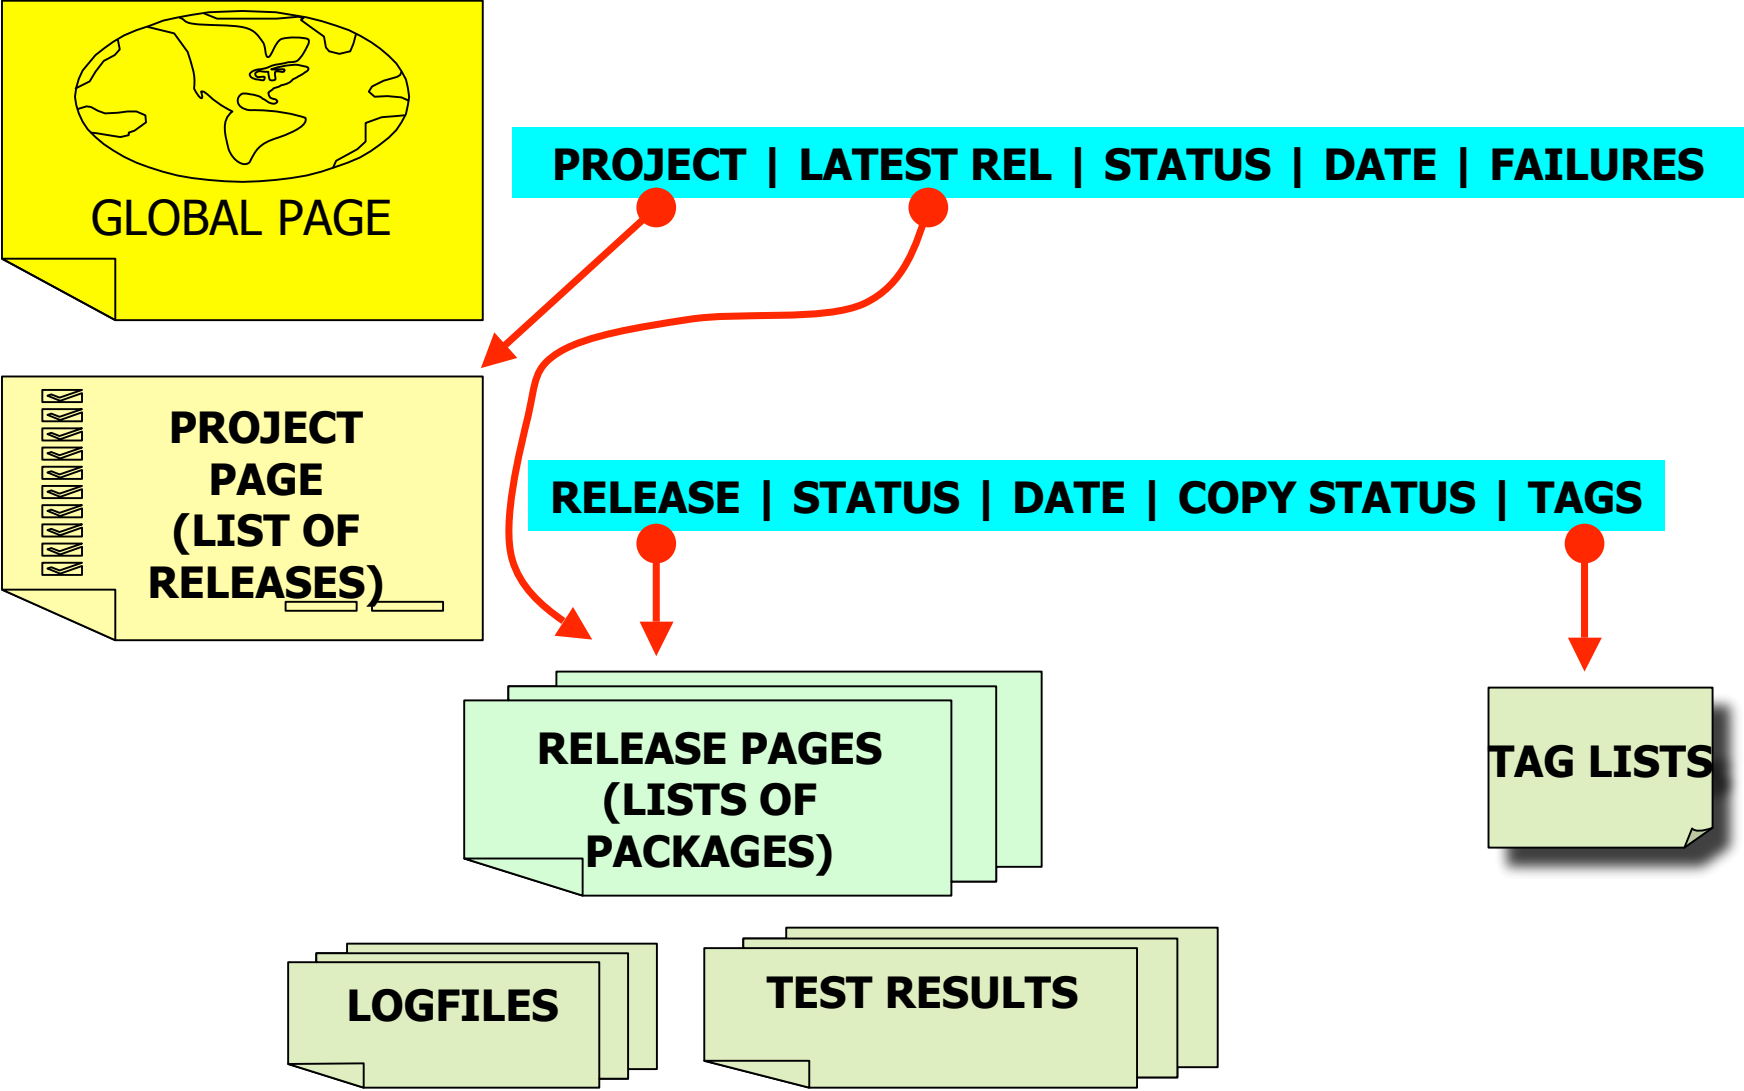 GLOBAL PAGE
PROJECT | LATEST REL | STATUS | DATE | FAILURES
PROJECT
PAGE
(LIST OF
RELEASES)
RELEASE | STATUS | DATE | COPY STATUS | TAGS
RELEASE PAGES
(LISTS OF
PACKAGES)
TAG LISTS
LOGFILES
TEST RESULTS